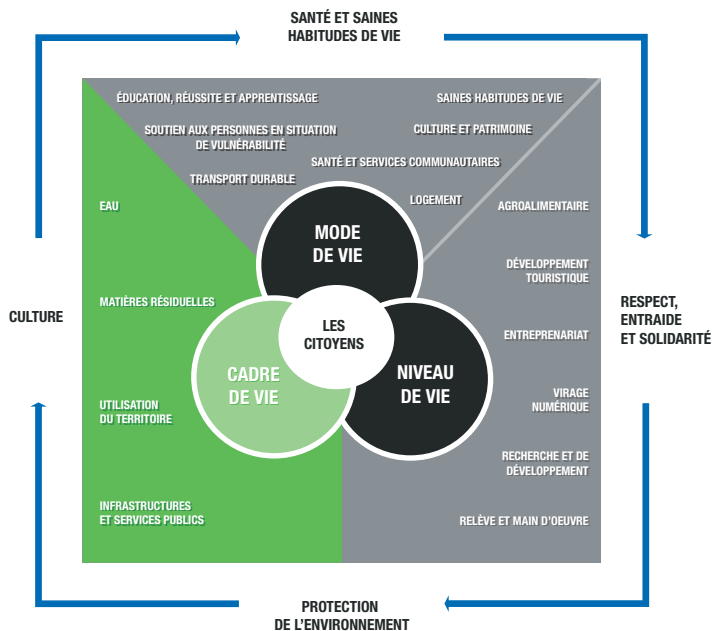 SANTÉ ET SAINES
HABITUDES DE VIE
ÉDUCATION, RÉUSSITE ET APPRENTISSAGE
SAINES HABITUDES DE VIE
SOUTIEN AUX PERSONNES EN SITUATION
DE VULNÉRABILITÉ
CULTURE ET PATRIMOINE
SANTÉ ET SERVICES COMMUNAUTAIRES
TRANSPORT DURABLE
LOGEMENT
EAU
AGROALIMENTAIRE
MODE
DE VIE
DÉVELOPPEMENT
TOURISTIQUE
MATIÈRES RÉSIDUELLES
CULTURE
RESPECT,
ENTRAIDE
ET SOLIDARITÉ
LES
CITOYENS
ENTREPRENARIAT
CADRE
DE VIE
NIVEAU
DE VIE
VIRAGE
NUMÉRIQUE
UTILISATION
DU TERRITOIRE
RECHERCHE ET DE
DÉVELOPPEMENT
INFRASTRUCTURES
ET SERVICES PUBLICS
RELÈVE ET MAIN D'OEUVRE
PROTECTION
DE L'ENVIRONNEMENT